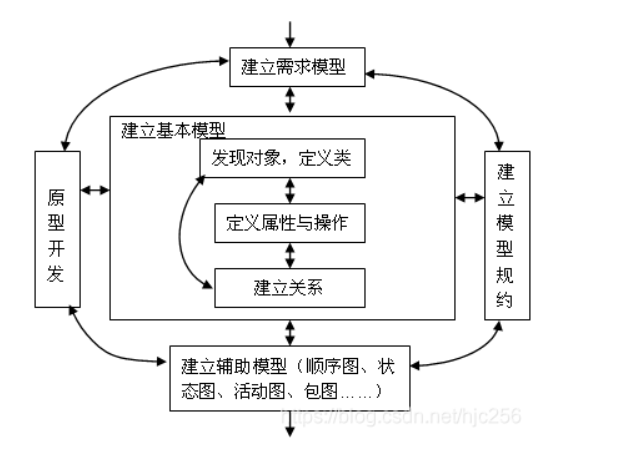 建立需求模型
建立基本模型
发现对象，定义类
定义属性与操作
建立关系
原型开发
建立模型规约
建立辅助模型（顺序图、状
态图、活动图、包图……）
https://blog.csdn.net/hjc256